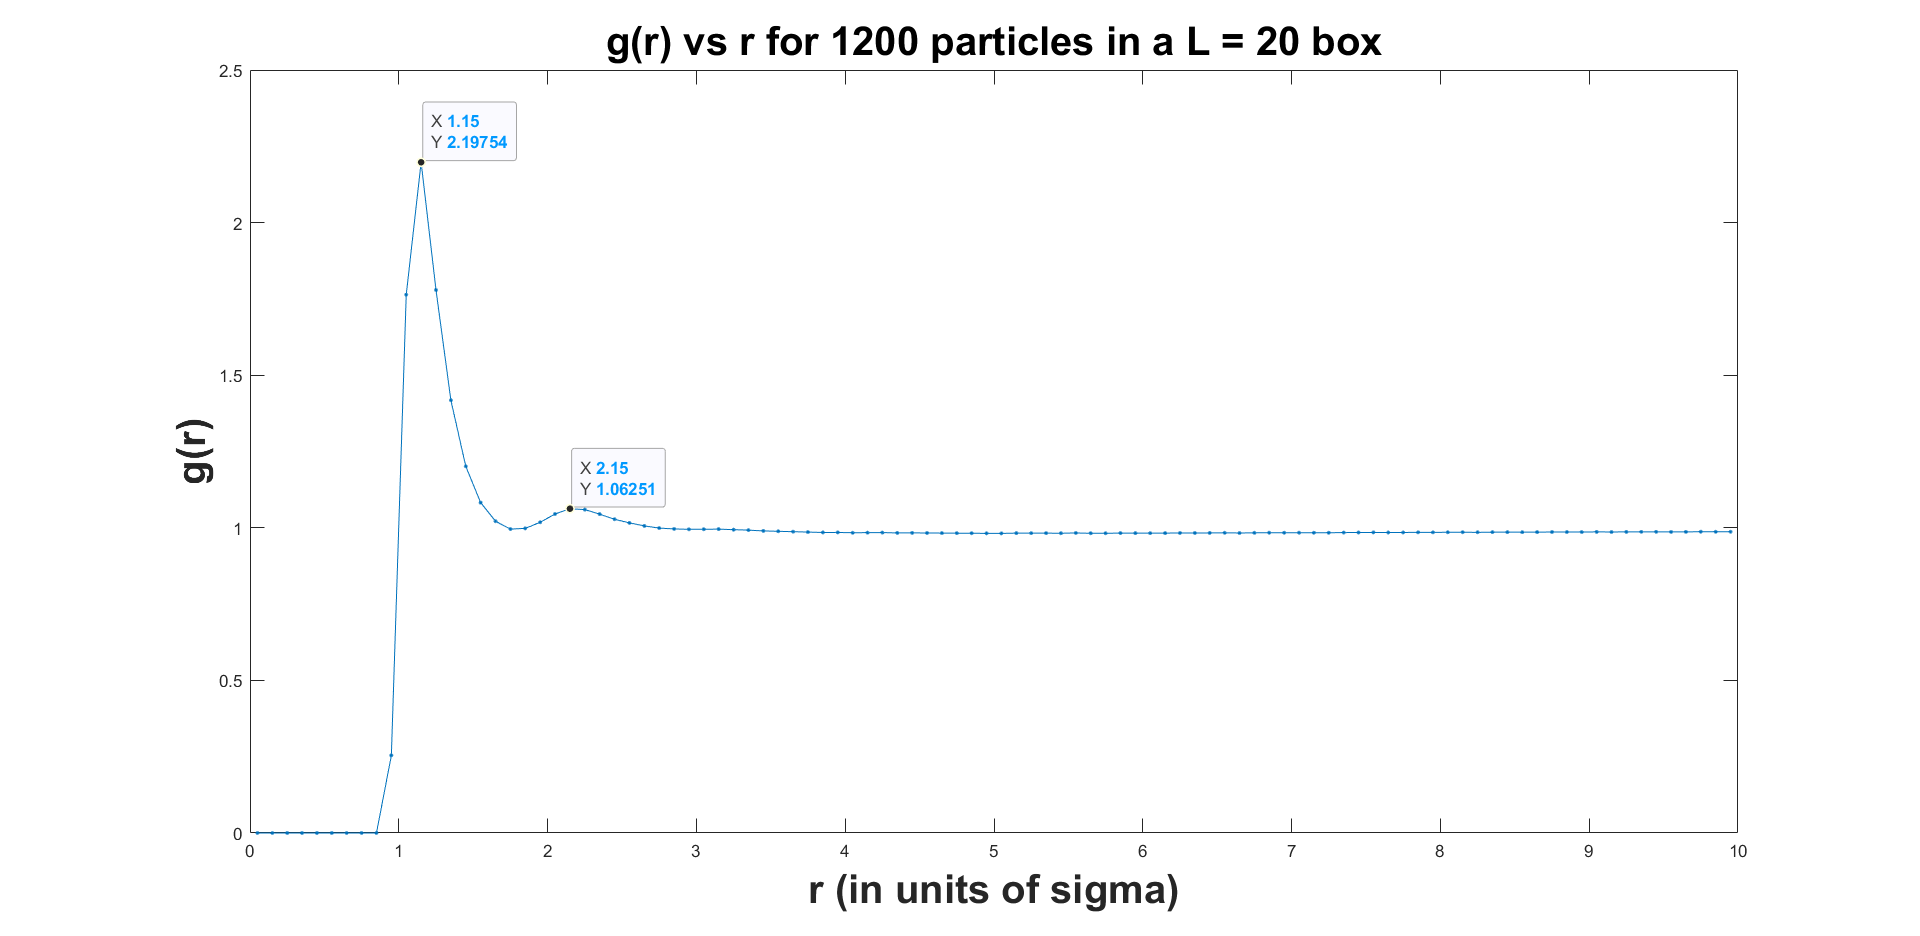 g(r) vs r for 1200 particles in a L = 20 box
2.5
X 1.15
Y 2.19754
2
1.5
g(r)
X 2.15
Y 1.06251
1
0.5
0
0 1 2 3 4 5 6 7 8 9 10
r (in units of sigma)